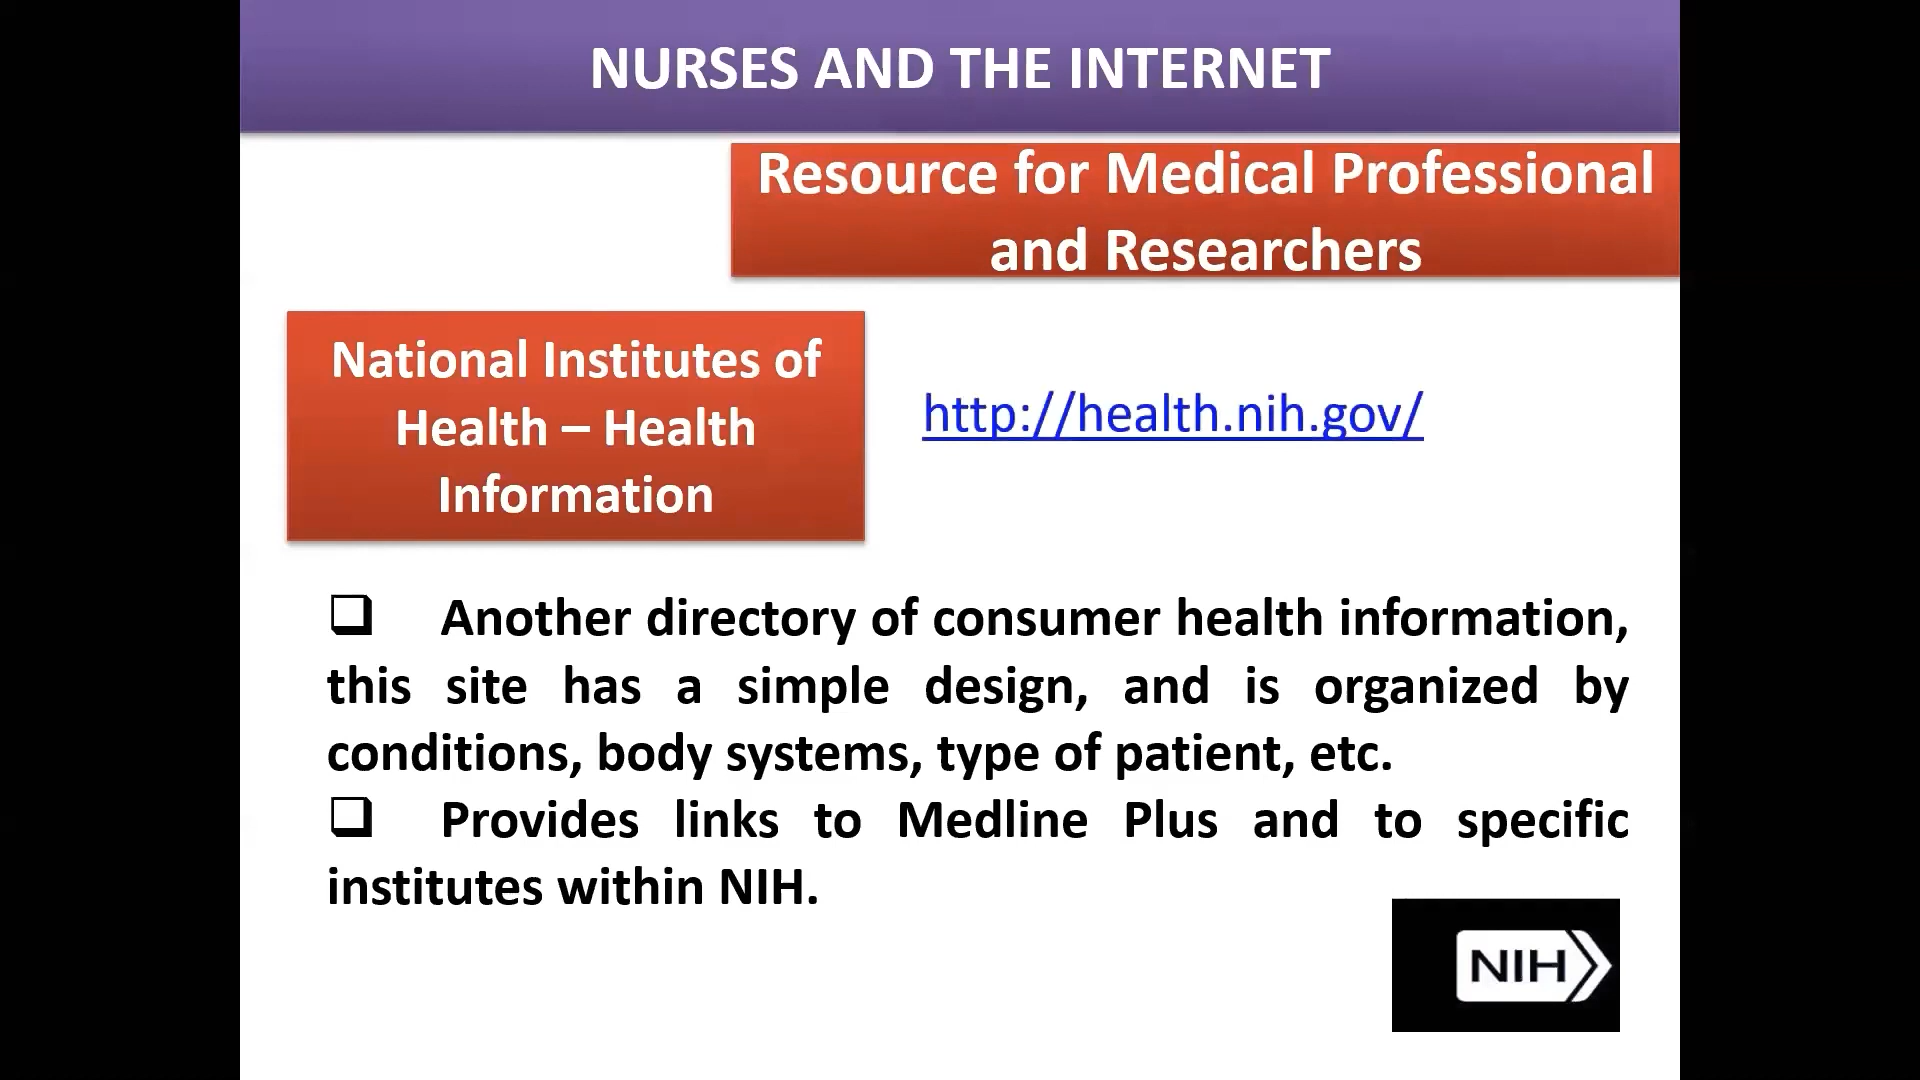 NURSES AND THE INTERNET
Resource for Medical Professional
and Researchers
National Institutes of
Health – Health
Information
http://health.nih.gov/
Another directory of consumer health information,
this site has a simple design, and is organized by
conditions, body systems, type of patient, etc.
Provides links to Medline Plus and to specific
institutes within NIH.
NIH